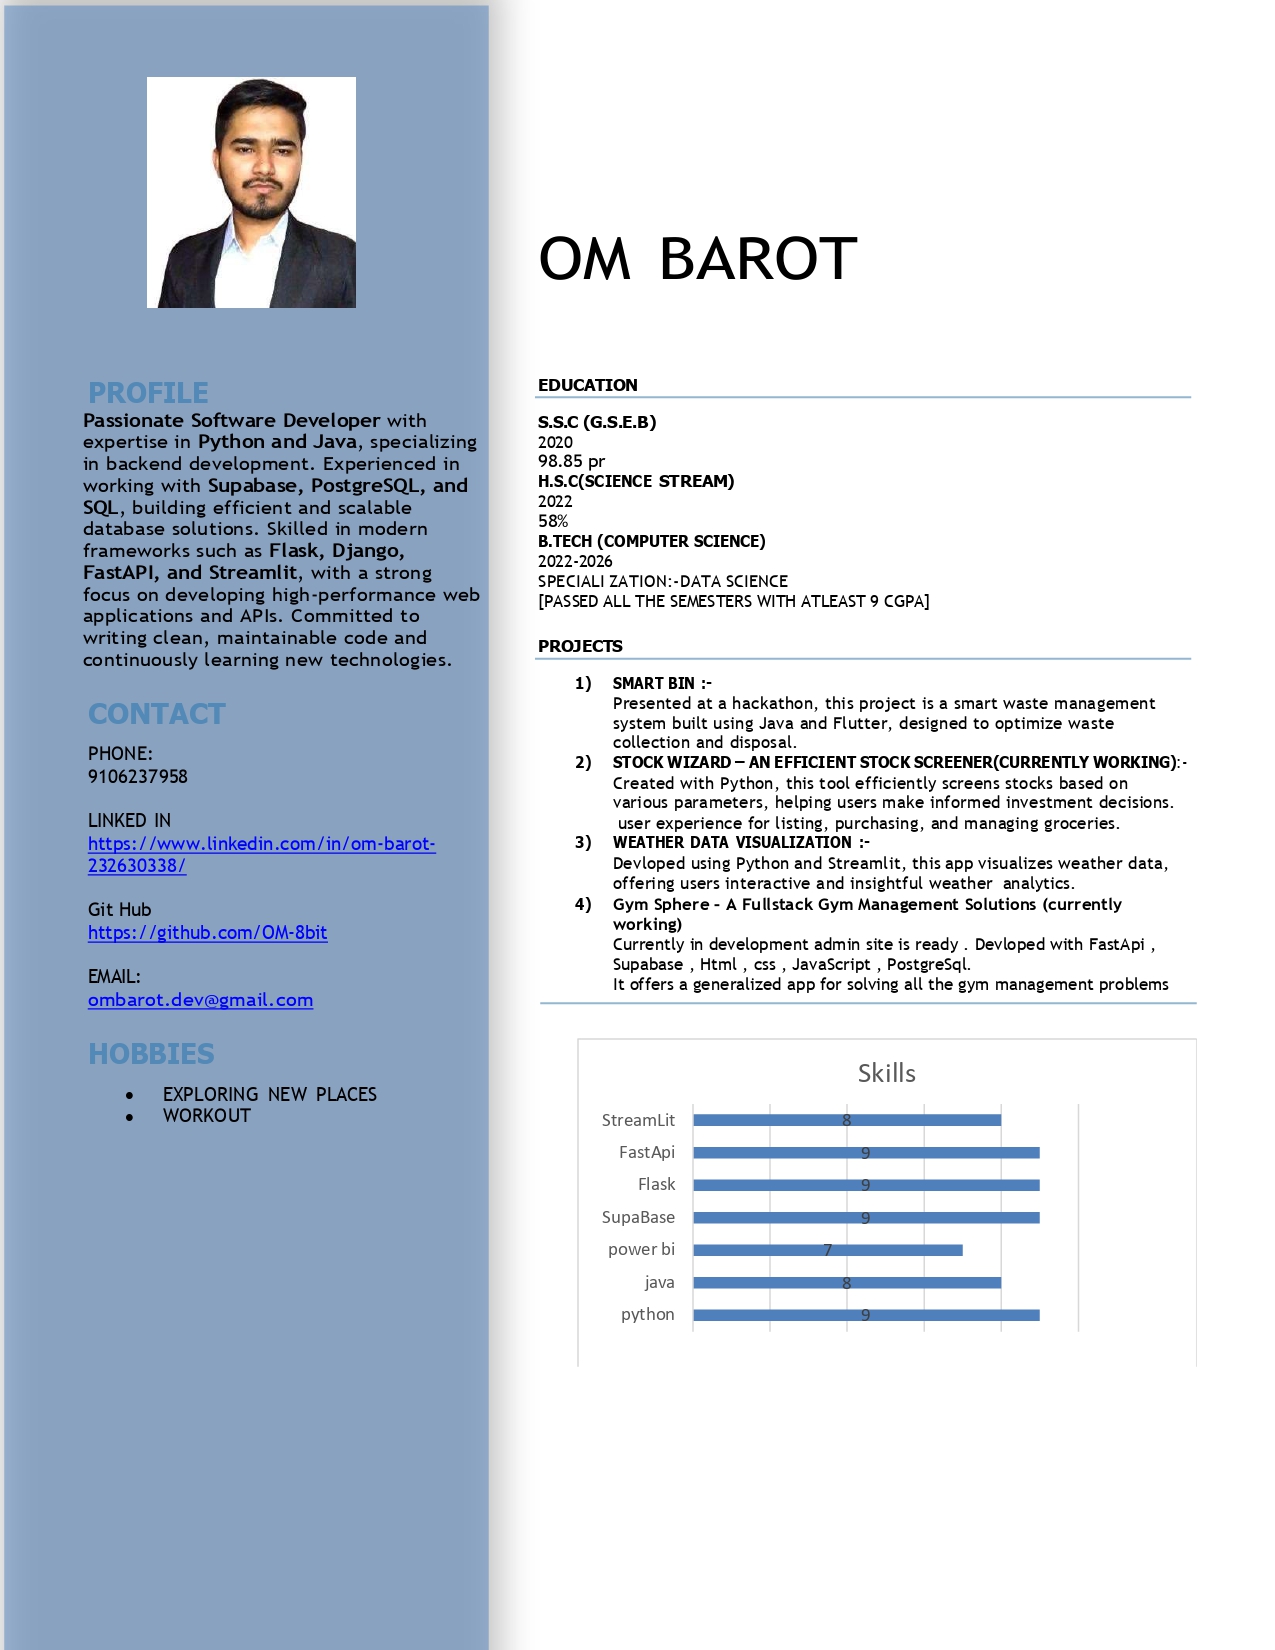 OM BAROT
PROFILE
Passionate Software Developer with
expertise in Python and Java, specializing
in backend development. Experienced in
working with Supabase, PostgreSQL, and
SQL, building efficient and scalable
database solutions. Skilled in modern
frameworks such as Flask, Django,
FastAPI, and Streamlit, with a strong
focus on developing high-performance web
applications and APIs. Committed to
writing clean, maintainable code and
continuously learning new technologies.
CONTACT
PHONE:
9106237958
LINKED IN
https://www.linkedin.com/in/om-barot-
232630338/
Git Hub
https://github.com/OM-8bit
EMAIL:
ombarot.dev@gmail.com
HOBBIES
• EXPLORING NEW PLACES
• WORKOUT
EDUCATION
S.S.C (G.S.E.B)
2020
98.85 pr
H.S.C(SCIENCE STREAM)
2022
58%
B.TECH (COMPUTER SCIENCE)
2022-2026
SPECIALI ZATION:-DATA SCIENCE
[PASSED ALL THE SEMESTERS WITH ATLEAST 9 CGPA]
PROJECTS
1) SMART BIN :-
Presented at a hackathon, this project is a smart waste management
system built using Java and Flutter, designed to optimize waste
collection and disposal.
2) STOCK WIZARD – AN EFFICIENT STOCK SCREENER(CURRENTLY WORKING):-
Created with Python, this tool efficiently screens stocks based on
various parameters, helping users make informed investment decisions.
user experience for listing, purchasing, and managing groceries.
3) WEATHER DATA VISUALIZATION :-
Devloped using Python and Streamlit, this app visualizes weather data,
offering users interactive and insightful weather analytics.
4) Gym Sphere - A Fullstack Gym Management Solutions (currently
working)
Currently in development admin site is ready . Devloped with FastApi ,
Supabase , Html , css , JavaScript , PostgreSql.
It offers a generalized app for solving all the gym management problems
Skills
StreamLit 8
FastApi 9
Flask 9
SupaBase 9
power bi 7
java 8
python 9